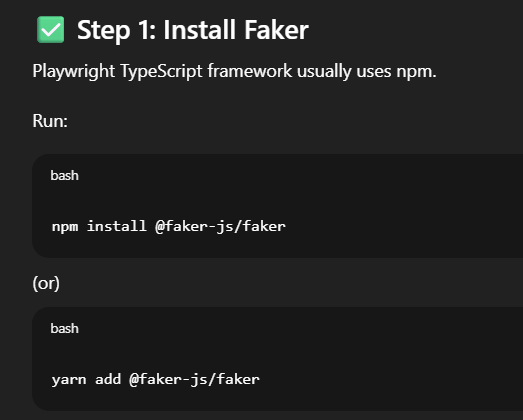 ✅ Step 1: Install Faker
Playwright TypeScript framework usually uses npm.
Run:
bash
npm install @faker-js/faker
(or)
bash
yarn add @faker-js/faker